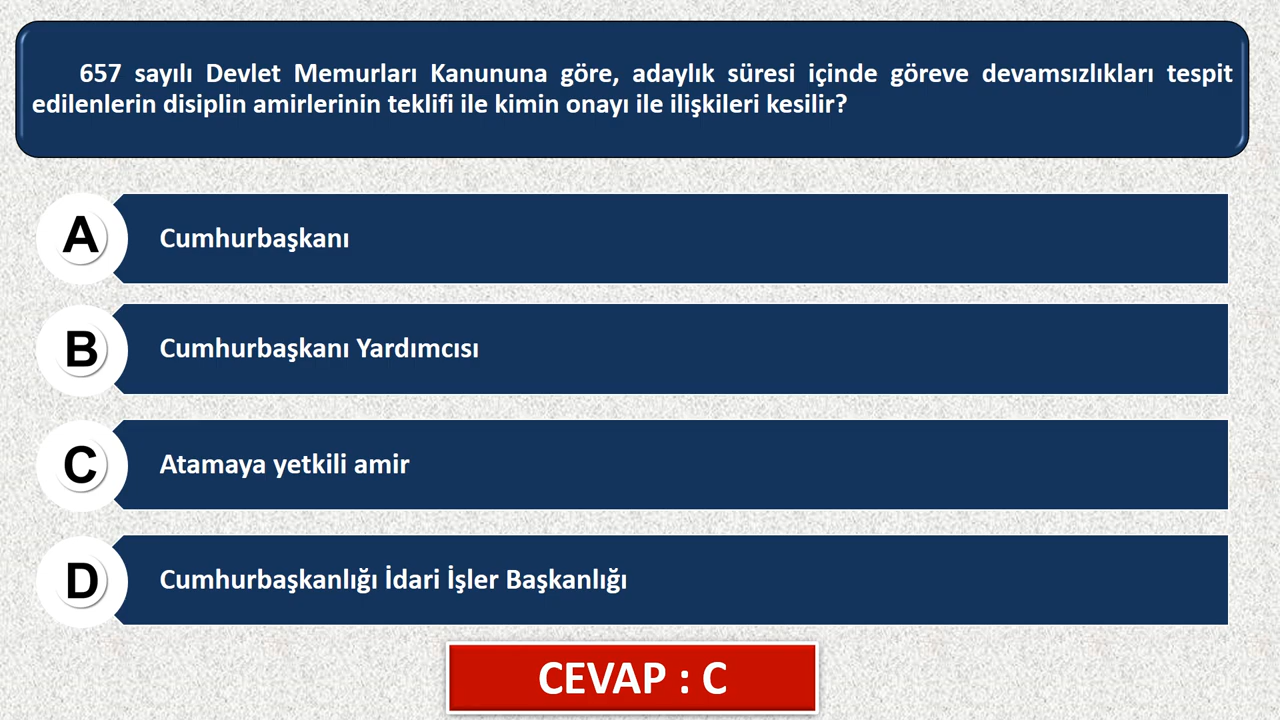 657 sayılı Devlet Memurları Kanununa göre, adaylık süresi içinde göreve devamsızlıkları tespit
edilenlerin disiplin amirlerinin teklifi ile kimin onayı ile ilişkileri kesilir?
A Cumhurbaşkanı
B Cumhurbaşkanı Yardımcısı
C Atamaya yetkili amir
D Cumhurbaşkanlığı İdari İşler Başkanlığı
CEVAP : C